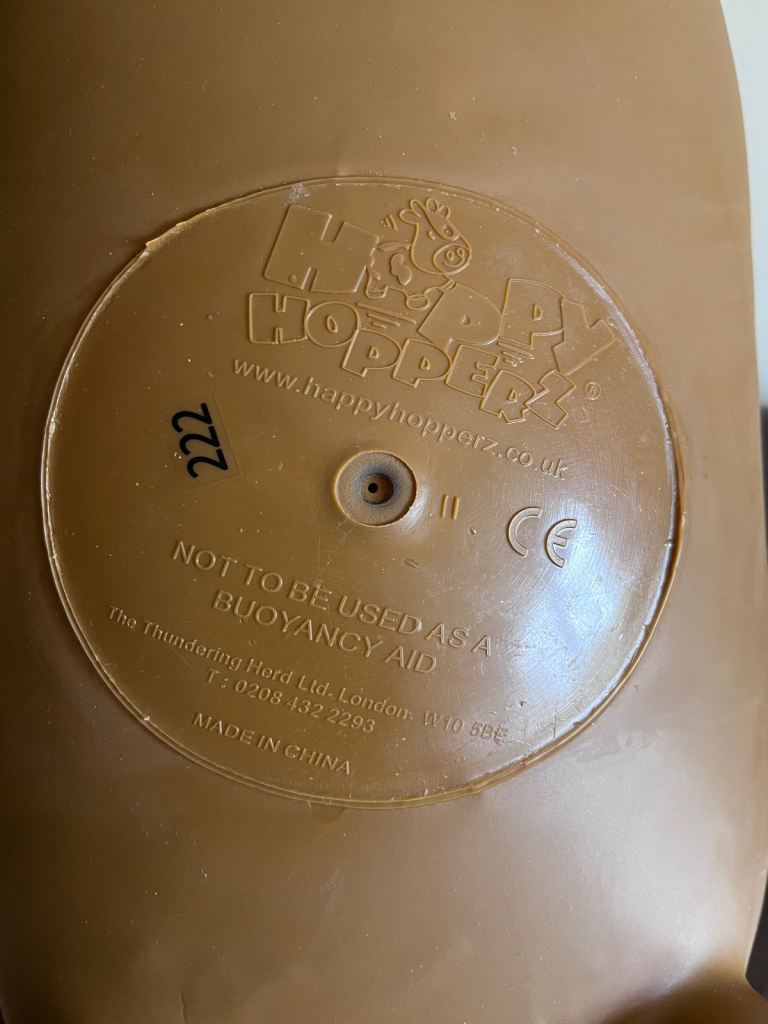 HAPPY
HOPPERZ®
www.happyhopperz.co.uk
222
II
CE
NOT TO BE USED AS A
BUOYANCY AID
The Thundering Herd Ltd. London. W10 5BE
T: 0208 432 2293
MADE IN CHINA